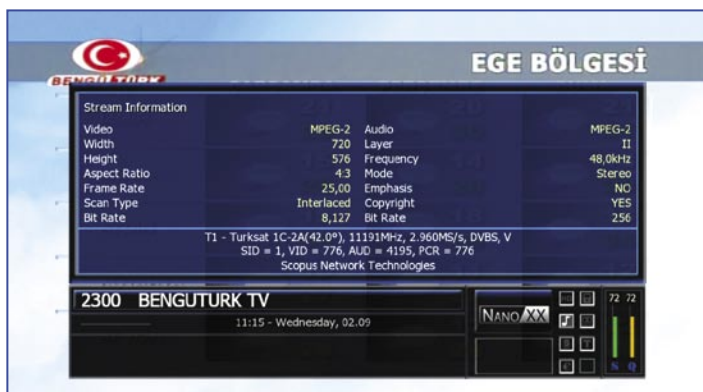 EGE BÖLGESİ
BENGÜTÜRK
Stream Information
Video MPEG-2 Audio MPEG-2
Width 720 Layer II
Height 576 Frequency 48,0kHz
Aspect Ratio 4:3 Mode Stereo
Frame Rate 25,00 Emphasis NO
Scan Type Interlaced Copyright YES
Bit Rate 8,127 Bit Rate 256
T1 - Turksat 1C-2A(42.0º), 11191MHz, 2.960MS/s, DVBS, V
SID = 1, VID = 776, AUD = 4195, PCR = 776
Scopus Network Technologies
2300 BENGUTURK TV
11:15 - Wednesday, 02.09
NANO XX
72 72
S Q